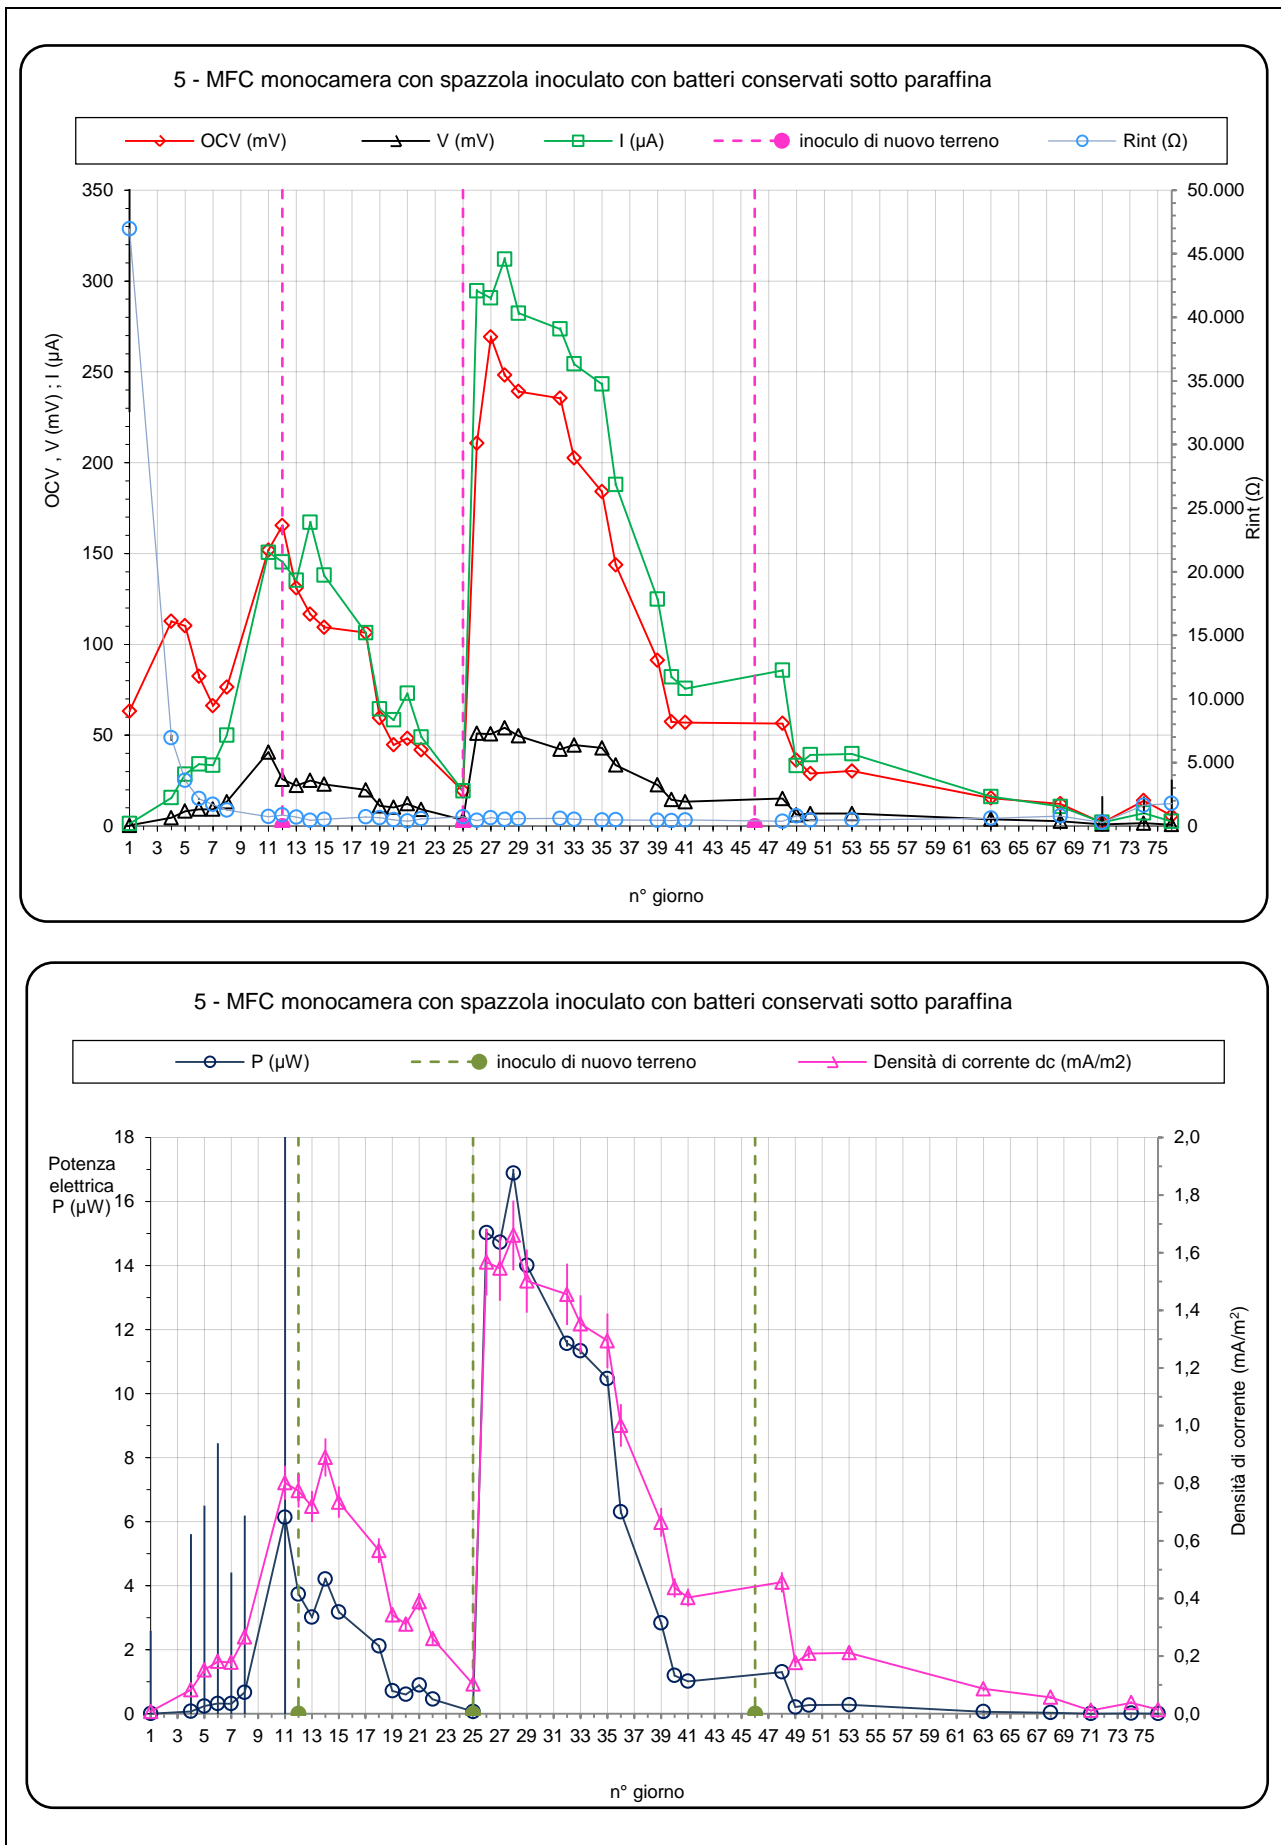 5 - MFC monocamera con spazzola inoculato con batteri conservati sotto paraffina
OCV (mV) V (mV) I (µA) inoculo di nuovo terreno Rint (Ω)
350 50.000
45.000
300
40.000
250 35.000
30.000
200
25.000
150 20.000
15.000
100
10.000
50
5.000
0 0
OCV , V (mV) ; I (µA)
Rint (Ω)
1 3 5 7 9 11 13 15 17 19 21 23 25 27 29 31 33 35 37 39 41 43 45 47 49 51 53 55 57 59 61 63 65 67 69 71 73 75
n° giorno
5 - MFC monocamera con spazzola inoculato con batteri conservati sotto paraffina
P (µW) inoculo di nuovo terreno Densità di corrente dc (mA/m2)
18 2,0
Potenza
elettrica
P (µW)
16 1,8
1,6
14
1,4
12
1,2
10
1,0
8
0,8
6
0,6
4
0,4
2
0,2
0 0,0
Densità di corrente (mA/m²)
1 3 5 7 9 11 13 15 17 19 21 23 25 27 29 31 33 35 37 39 41 43 45 47 49 51 53 55 57 59 61 63 65 67 69 71 73 75
n° giorno